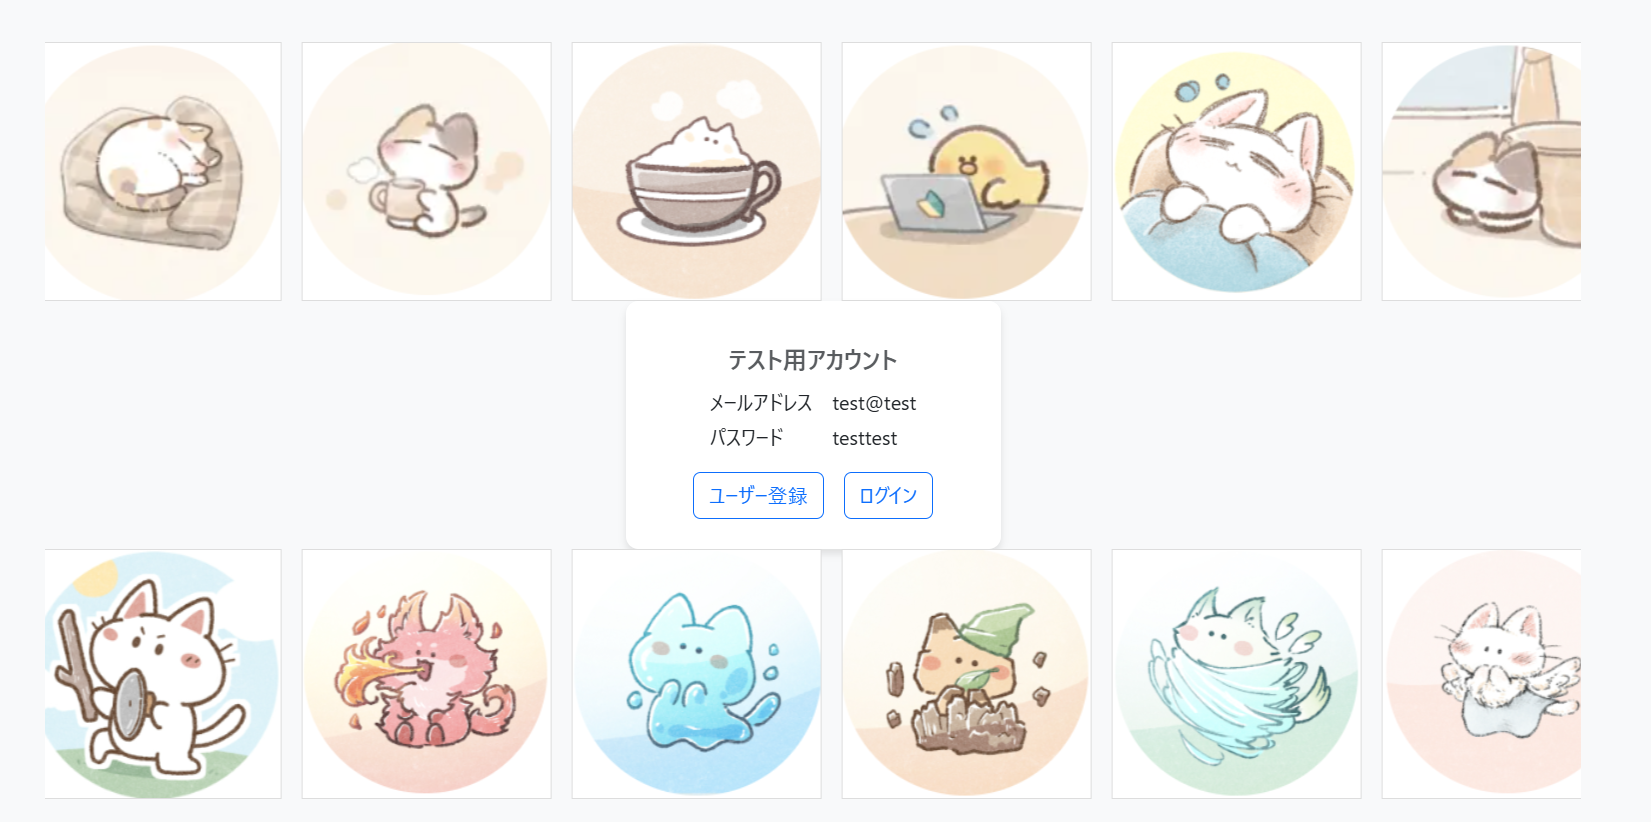 テスト用アカウント
メールアドレス test@test
パスワード testtest
ユーザー登録 ログイン